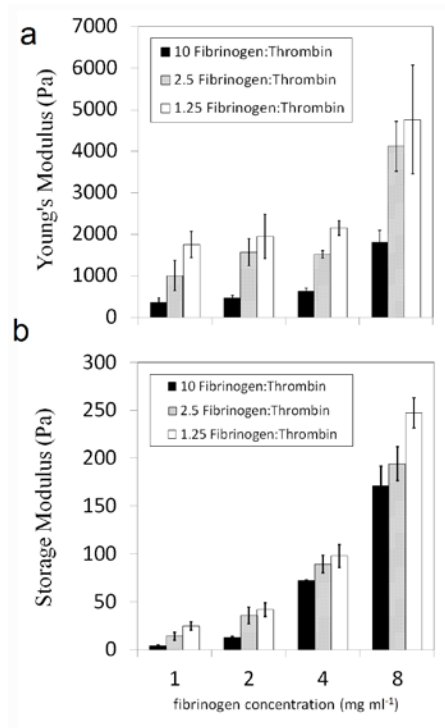 a
7000
6000
5000
4000
3000
2000
1000
0
Young's Modulus (Pa)
10 Fibrinogen:Thrombin
2.5 Fibrinogen:Thrombin
1.25 Fibrinogen:Thrombin
b
300
250
200
150
100
50
0
Storage Modulus (Pa)
10 Fibrinogen:Thrombin
2.5 Fibrinogen:Thrombin
1.25 Fibrinogen:Thrombin
1 2 4 8
fibrinogen concentration (mg ml⁻¹)